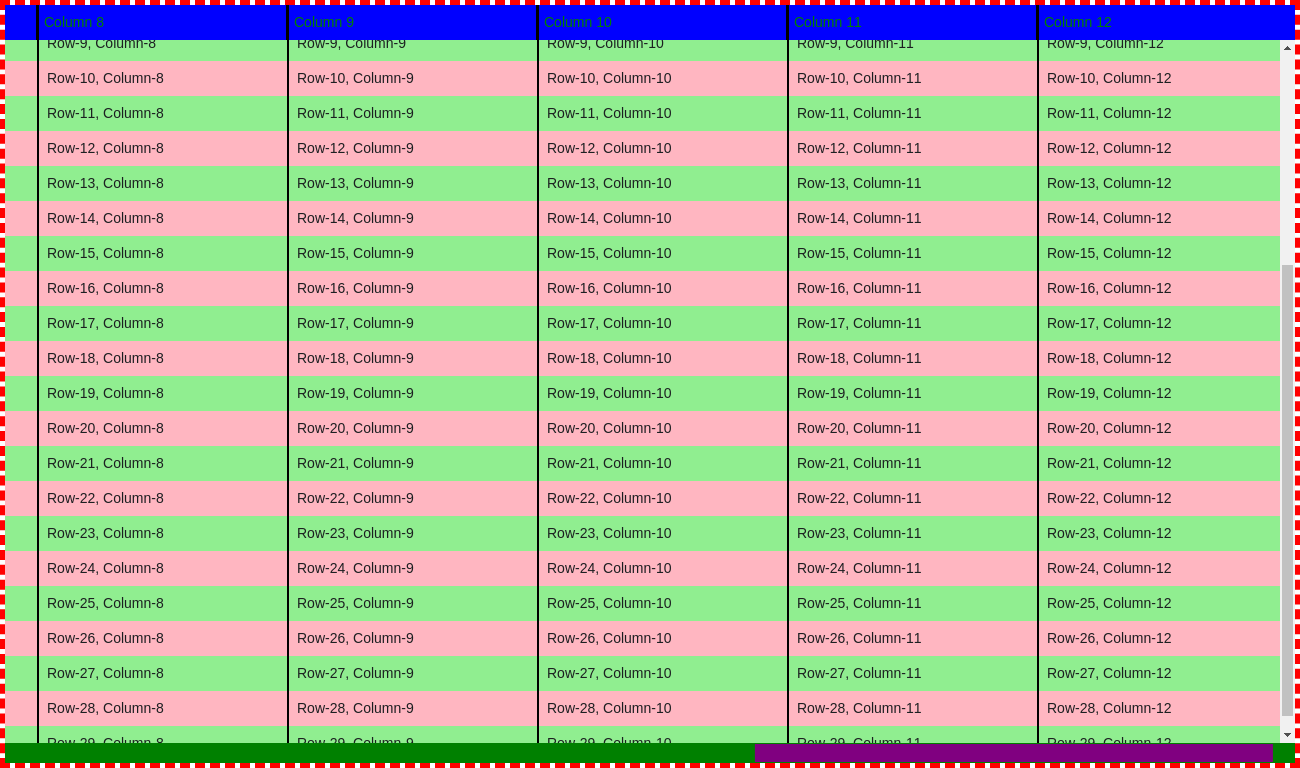 Column 8 Column 9 Column 10 Column 11 Column 12
Row-9, Column-8 Row-9, Column-9 Row-9, Column-10 Row-9, Column-11 Row-9, Column-12
Row-10, Column-8 Row-10, Column-9 Row-10, Column-10 Row-10, Column-11 Row-10, Column-12
Row-11, Column-8 Row-11, Column-9 Row-11, Column-10 Row-11, Column-11 Row-11, Column-12
Row-12, Column-8 Row-12, Column-9 Row-12, Column-10 Row-12, Column-11 Row-12, Column-12
Row-13, Column-8 Row-13, Column-9 Row-13, Column-10 Row-13, Column-11 Row-13, Column-12
Row-14, Column-8 Row-14, Column-9 Row-14, Column-10 Row-14, Column-11 Row-14, Column-12
Row-15, Column-8 Row-15, Column-9 Row-15, Column-10 Row-15, Column-11 Row-15, Column-12
Row-16, Column-8 Row-16, Column-9 Row-16, Column-10 Row-16, Column-11 Row-16, Column-12
Row-17, Column-8 Row-17, Column-9 Row-17, Column-10 Row-17, Column-11 Row-17, Column-12
Row-18, Column-8 Row-18, Column-9 Row-18, Column-10 Row-18, Column-11 Row-18, Column-12
Row-19, Column-8 Row-19, Column-9 Row-19, Column-10 Row-19, Column-11 Row-19, Column-12
Row-20, Column-8 Row-20, Column-9 Row-20, Column-10 Row-20, Column-11 Row-20, Column-12
Row-21, Column-8 Row-21, Column-9 Row-21, Column-10 Row-21, Column-11 Row-21, Column-12
Row-22, Column-8 Row-22, Column-9 Row-22, Column-10 Row-22, Column-11 Row-22, Column-12
Row-23, Column-8 Row-23, Column-9 Row-23, Column-10 Row-23, Column-11 Row-23, Column-12
Row-24, Column-8 Row-24, Column-9 Row-24, Column-10 Row-24, Column-11 Row-24, Column-12
Row-25, Column-8 Row-25, Column-9 Row-25, Column-10 Row-25, Column-11 Row-25, Column-12
Row-26, Column-8 Row-26, Column-9 Row-26, Column-10 Row-26, Column-11 Row-26, Column-12
Row-27, Column-8 Row-27, Column-9 Row-27, Column-10 Row-27, Column-11 Row-27, Column-12
Row-28, Column-8 Row-28, Column-9 Row-28, Column-10 Row-28, Column-11 Row-28, Column-12
Row-29, Column-8 Row-29, Column-9 Row-29, Column-10 Row-29, Column-11 Row-29, Column-12